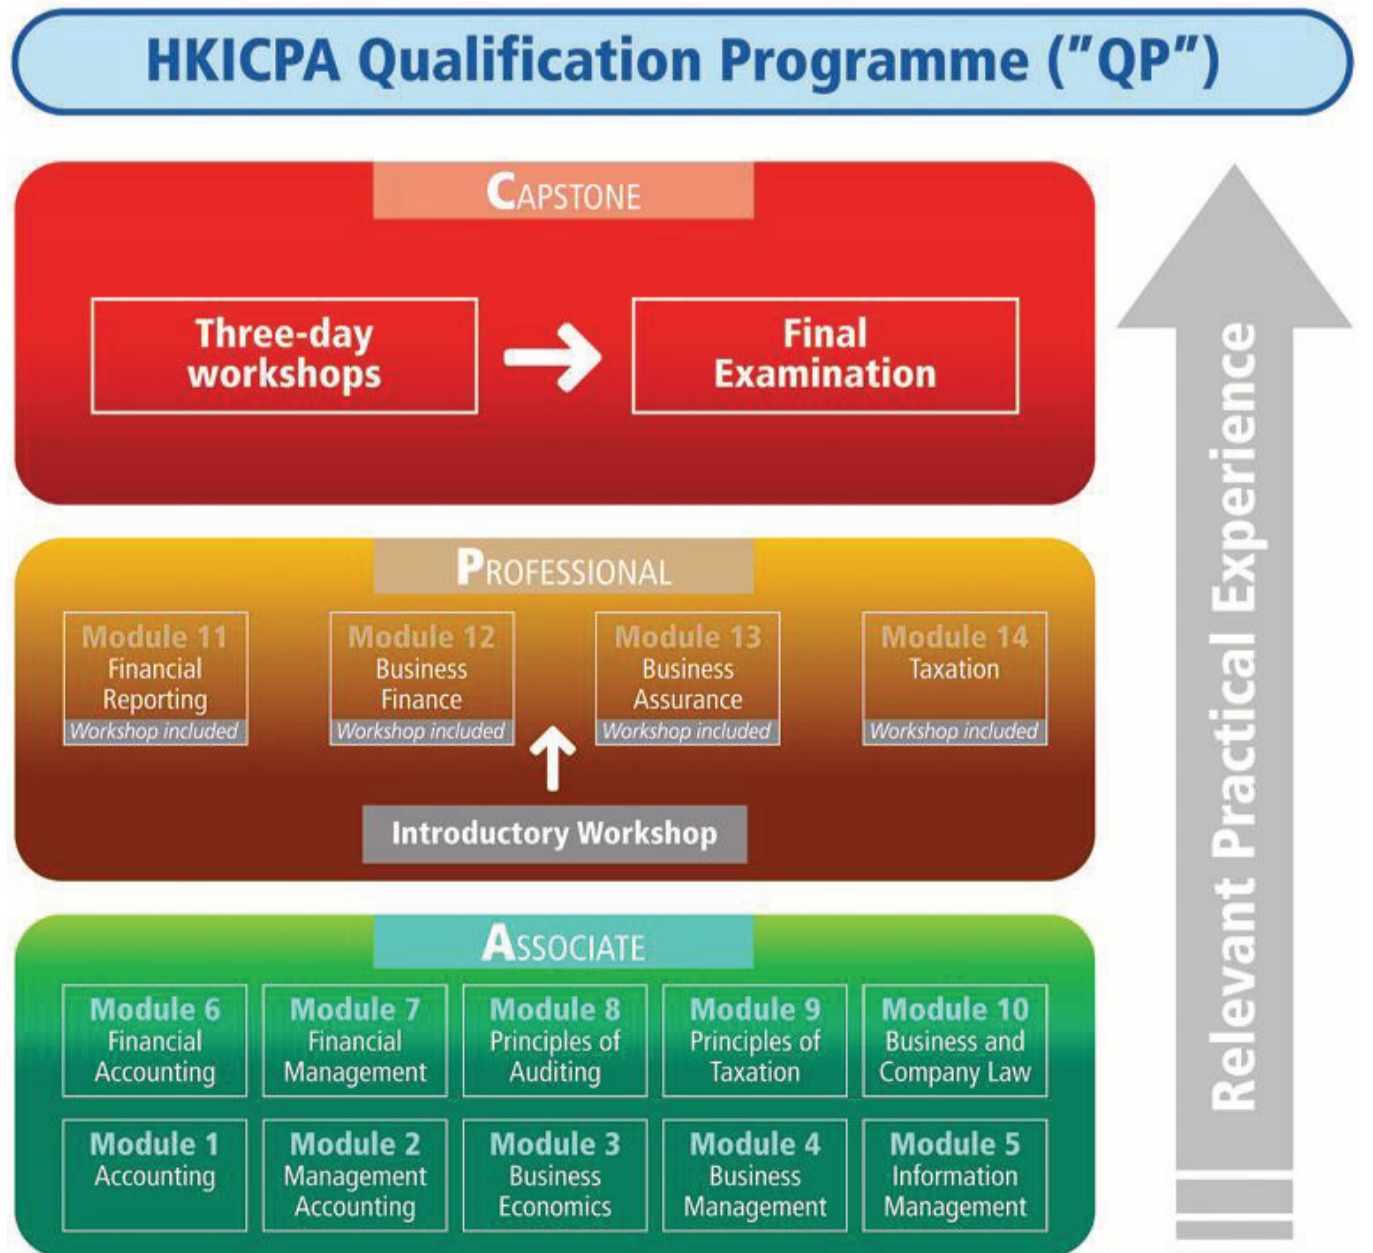 HKICPA Qualification Programme ("QP")
CAPSTONE
Three-day
workshops
Final
Examination
PROFESSIONAL
Module 11
Financial
Reporting
Workshop included
Module 12
Business
Finance
Workshop included
Module 13
Business
Assurance
Workshop included
Module 14
Taxation
Workshop included
Introductory Workshop
ASSOCIATE
Module 6
Financial
Accounting
Module 7
Financial
Management
Module 8
Principles of
Auditing
Module 9
Principles of
Taxation
Module 10
Business and
Company Law
Module 1
Accounting
Module 2
Management
Accounting
Module 3
Business
Economics
Module 4
Business
Management
Module 5
Information
Management
Relevant Practical Experience